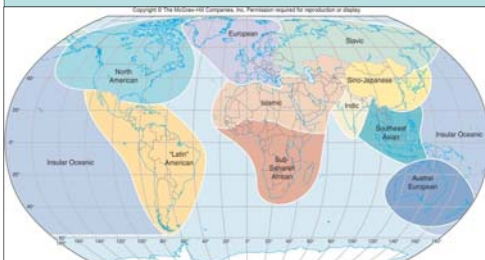 Copyright © The McGraw-Hill Companies, Inc. Permission required for reproduction or display.
European
Slavic
North
American
Sino-Japanese
Islamic
Indic
Southeast
Asian
Insular Oceanic
Insular Oceanic
"Latin"
American
Sub-
Saharan
African
Austral
European